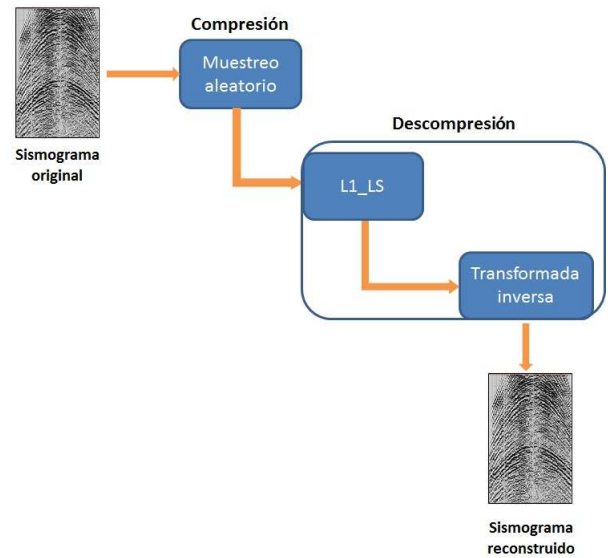 Compresión
Muestreo
aleatorio
Sismograma
original
Descompresión
L1_LS
Transformada
inversa
Sismograma
reconstruido